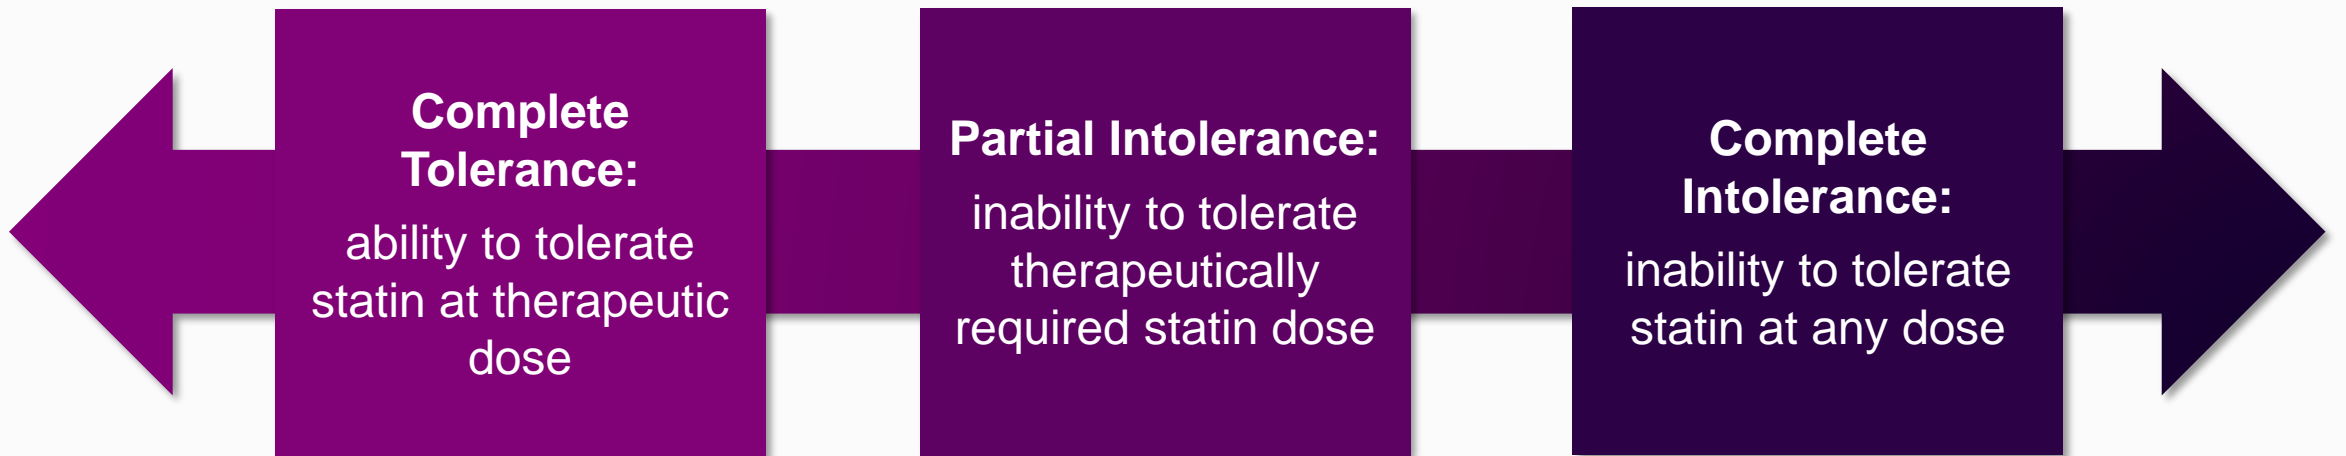 Complete
Tolerance:
ability to tolerate
statin at therapeutic
dose
Partial Intolerance:
inability to tolerate
therapeutically
required statin dose
Complete
Intolerance:
inability to tolerate
statin at any dose